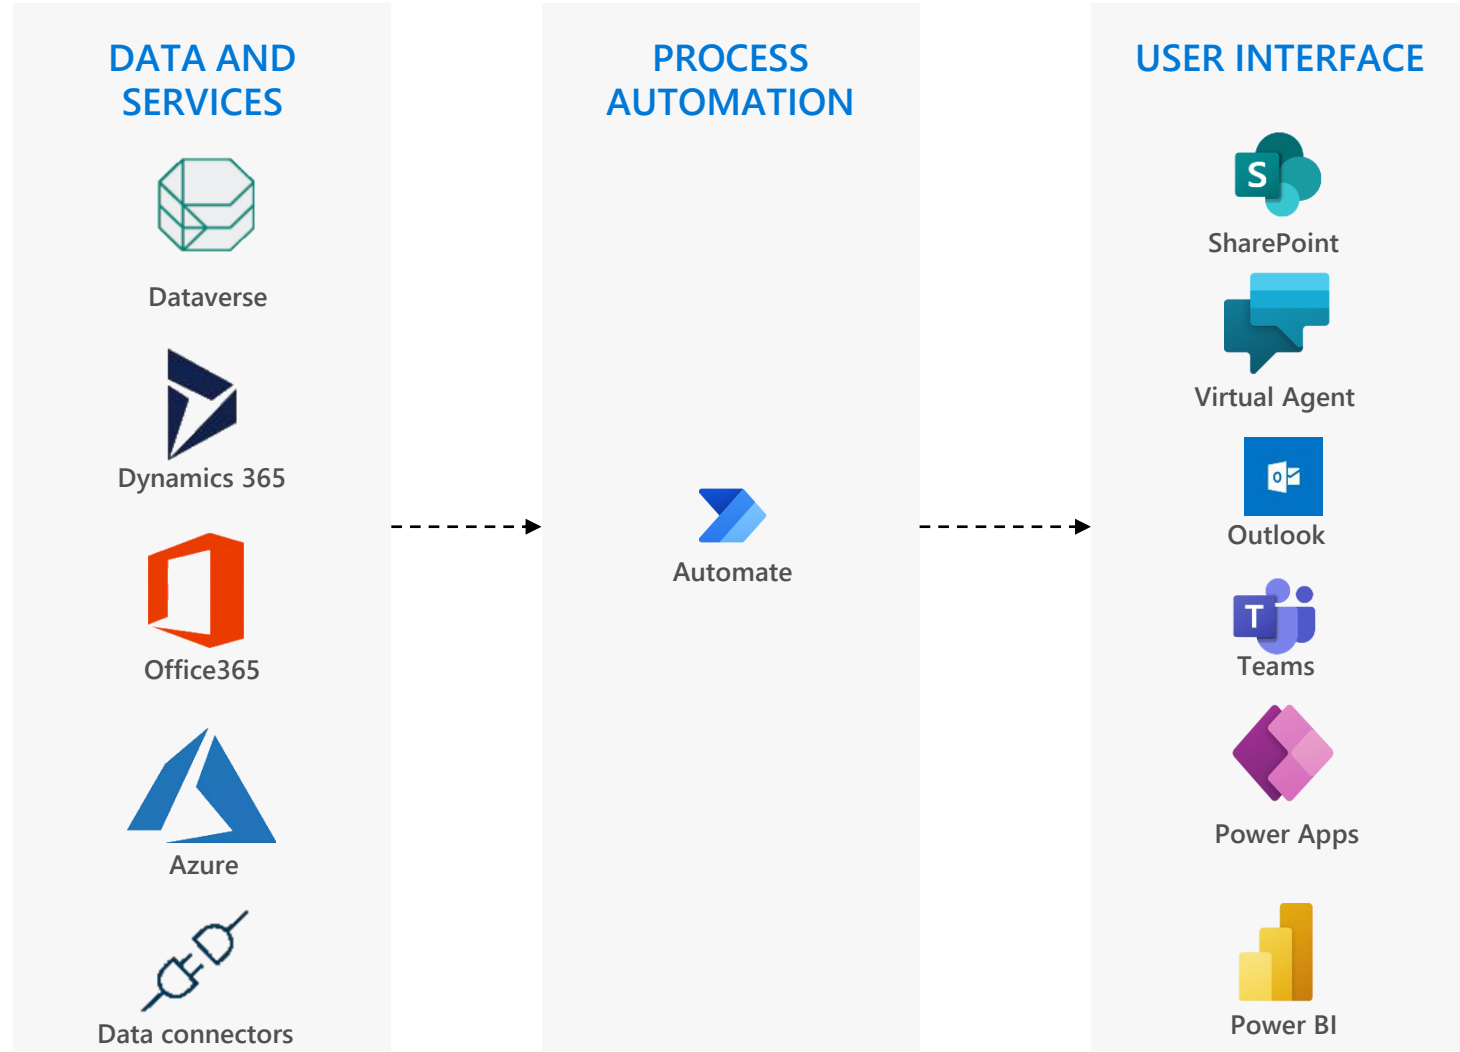 DATA AND
SERVICES
Dataverse
Dynamics 365
Office365
Azure
Data connectors
PROCESS
AUTOMATION
Automate
USER INTERFACE
S
SharePoint
Virtual Agent
O
Outlook
T
Teams
Power Apps
Power BI